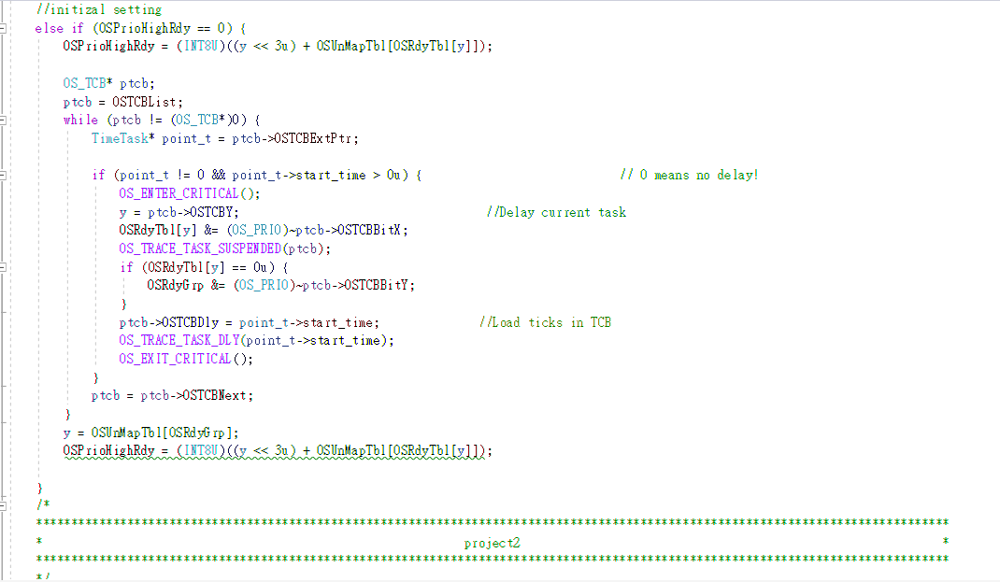 //initizal setting
else if (OSPrioHighRdy == 0) {
OSPrioHighRdy = (INT8U)((y << 3u) + OSUnMapTbl[OSRdyTbl[y]]);
OS_TCB* ptcb;
ptcb = OSTCBList;
while (ptcb != (OS_TCB*)0) {
TimeTask* point_t = ptcb->OSTCBExtPtr;
if (point_t != 0 && point_t->start_time > 0u) { // 0 means no delay!
OS_ENTER_CRITICAL();
y = ptcb->OSTCBY; //Delay current task
OSRdyTbl[y] &= (OS_PRIO)~ptcb->OSTCBBitX;
OS_TRACE_TASK_SUSPENDED(ptcb);
if (OSRdyTbl[y] == 0u) {
OSRdyGrp &= (OS_PRIO)~ptcb->OSTCBBitY;
}
ptcb->OSTCBDly = point_t->start_time; //Load ticks in TCB
OS_TRACE_TASK_DLY(point_t->start_time);
OS_EXIT_CRITICAL();
}
ptcb = ptcb->OSTCBNext;
}
y = OSUnMapTbl[OSRdyGrp];
OSPrioHighRdy = (INT8U)((y << 3u) + OSUnMapTbl[OSRdyTbl[y]]);
}
/*
***********************************************************************************************************************************
* project2 *
***********************************************************************************************************************************
*/